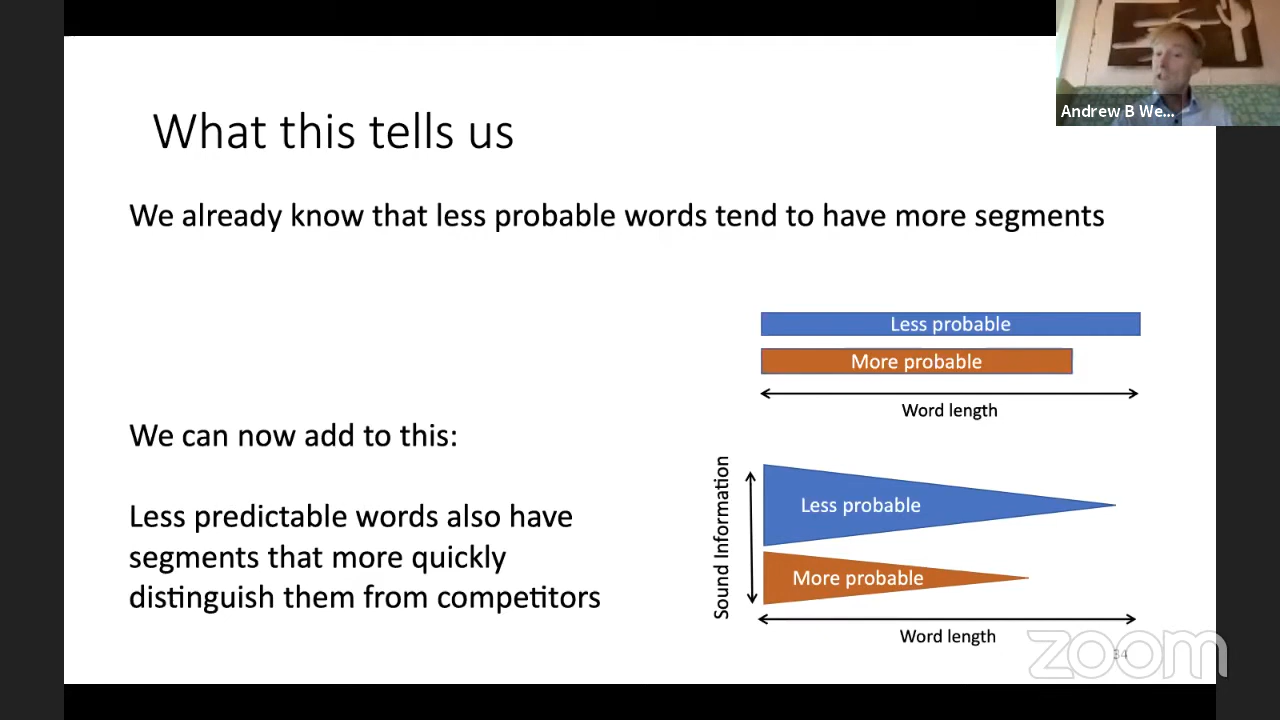 Andrew B We...
What this tells us
We already know that less probable words tend to have more segments
Less probable
More probable
Word length
We can now add to this:
Less predictable words also have
segments that more quickly
distinguish them from competitors
Sound Information
Less probable
More probable
Word length
zoom
34